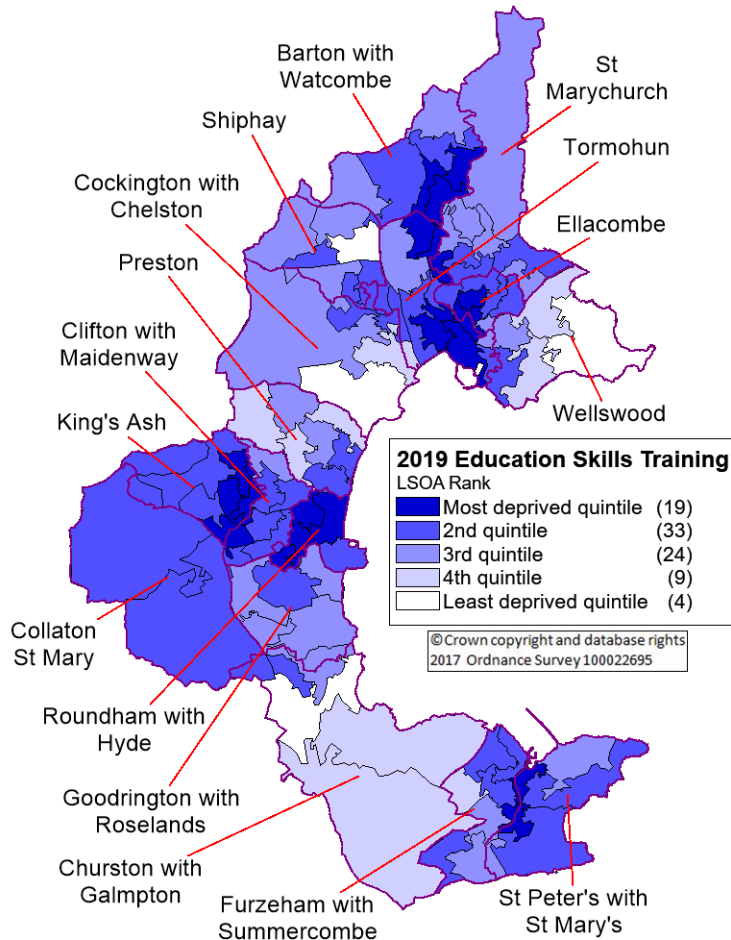 Barton with
Watcombe
St
Marychurch
Shiphay
Tormohun
Cockington with
Chelston
Ellacombe
Preston
Clifton with
Maidenway
King's Ash
Wellswood
2019 Education Skills Training
LSOA Rank
Most deprived quintile (19)
2nd quintile (33)
3rd quintile (24)
4th quintile (9)
Least deprived quintile (4)
©Crown copyright and database rights
2017 Ordnance Survey 100022695
Collaton
St Mary
Roundham with
Hyde
Goodrington with
Roselands
Churston with
Galmpton
Furzeham with
Summercombe
St Peter's with
St Mary's